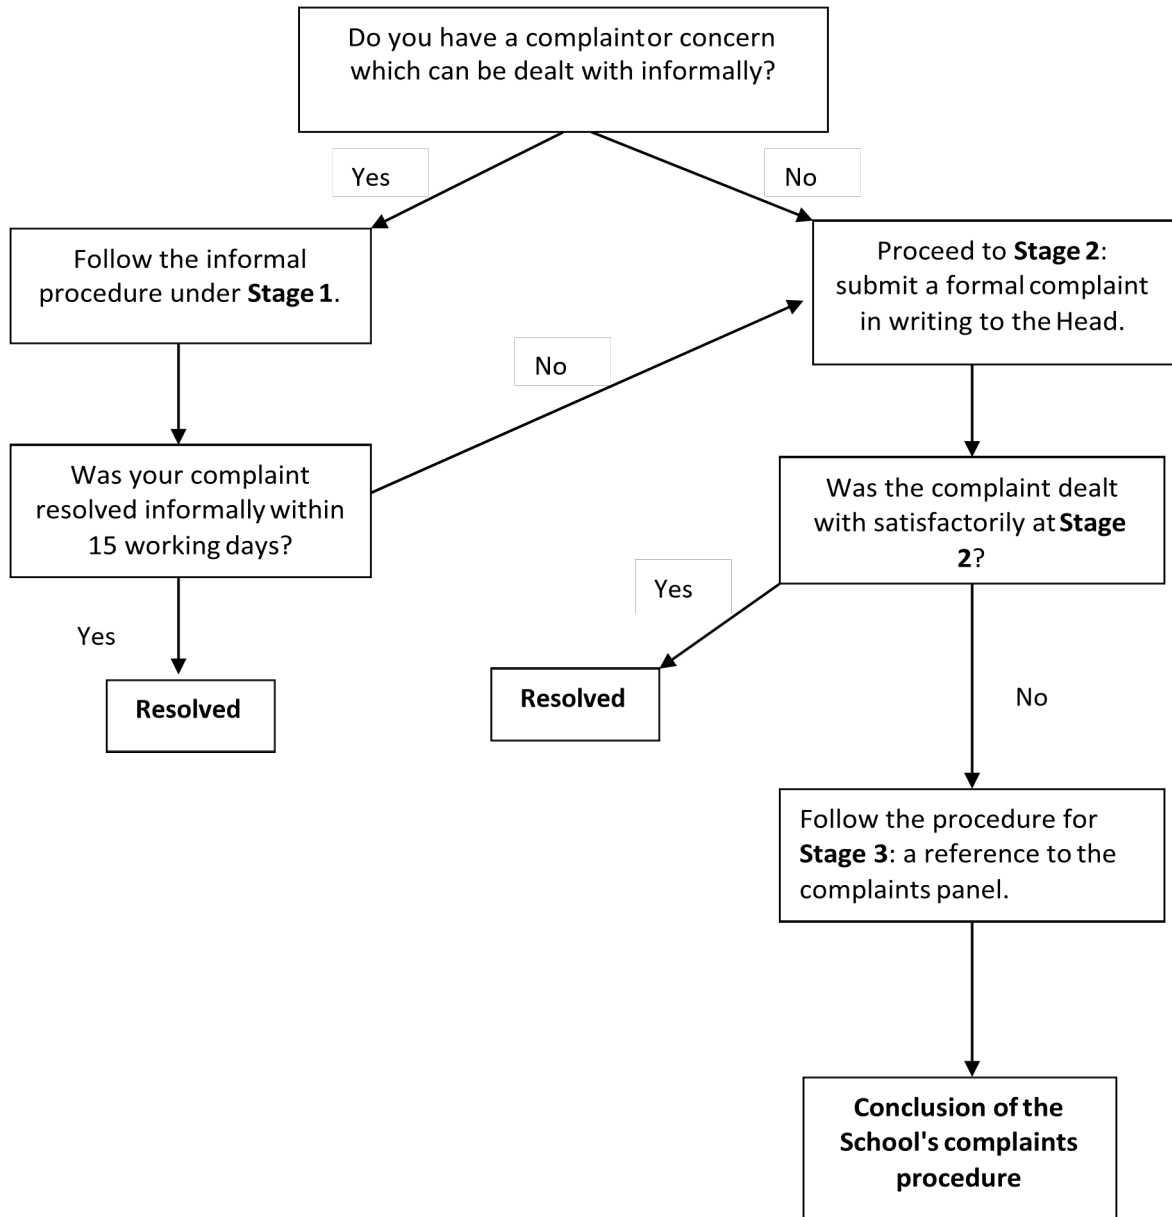 Do you have a complaintor concern
which can be dealt with informally?
Yes
No
Follow the informal
procedure under Stage 1.
Proceed to Stage 2:
submit a formal complaint
in writing to the Head.
No
Was your complaint
resolved informally within
15 working days?
Was the complaint dealt
with satisfactorily at Stage
2?
Yes
Yes
Resolved
Resolved
No
Follow the procedure for
Stage 3: a reference to the
complaints panel.
Conclusion of the
School's complaints
procedure